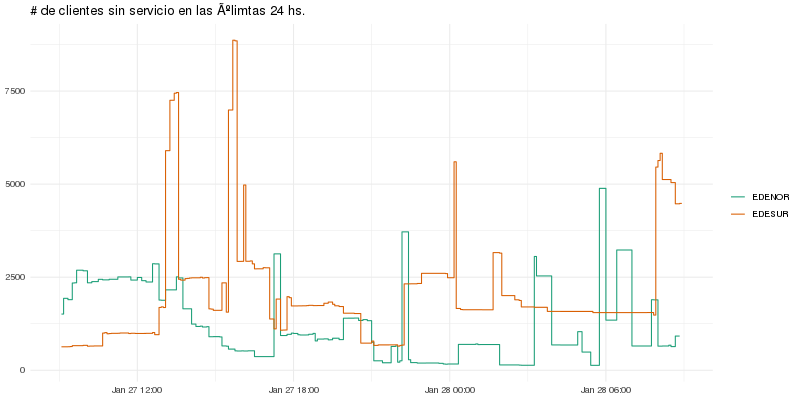 # de clientes sin servicio en las Ãºlimtas 24 hs.
7500
5000
2500
0
Jan 27 12:00
Jan 27 18:00
Jan 28 00:00
Jan 28 06:00
EDENOR
EDESUR